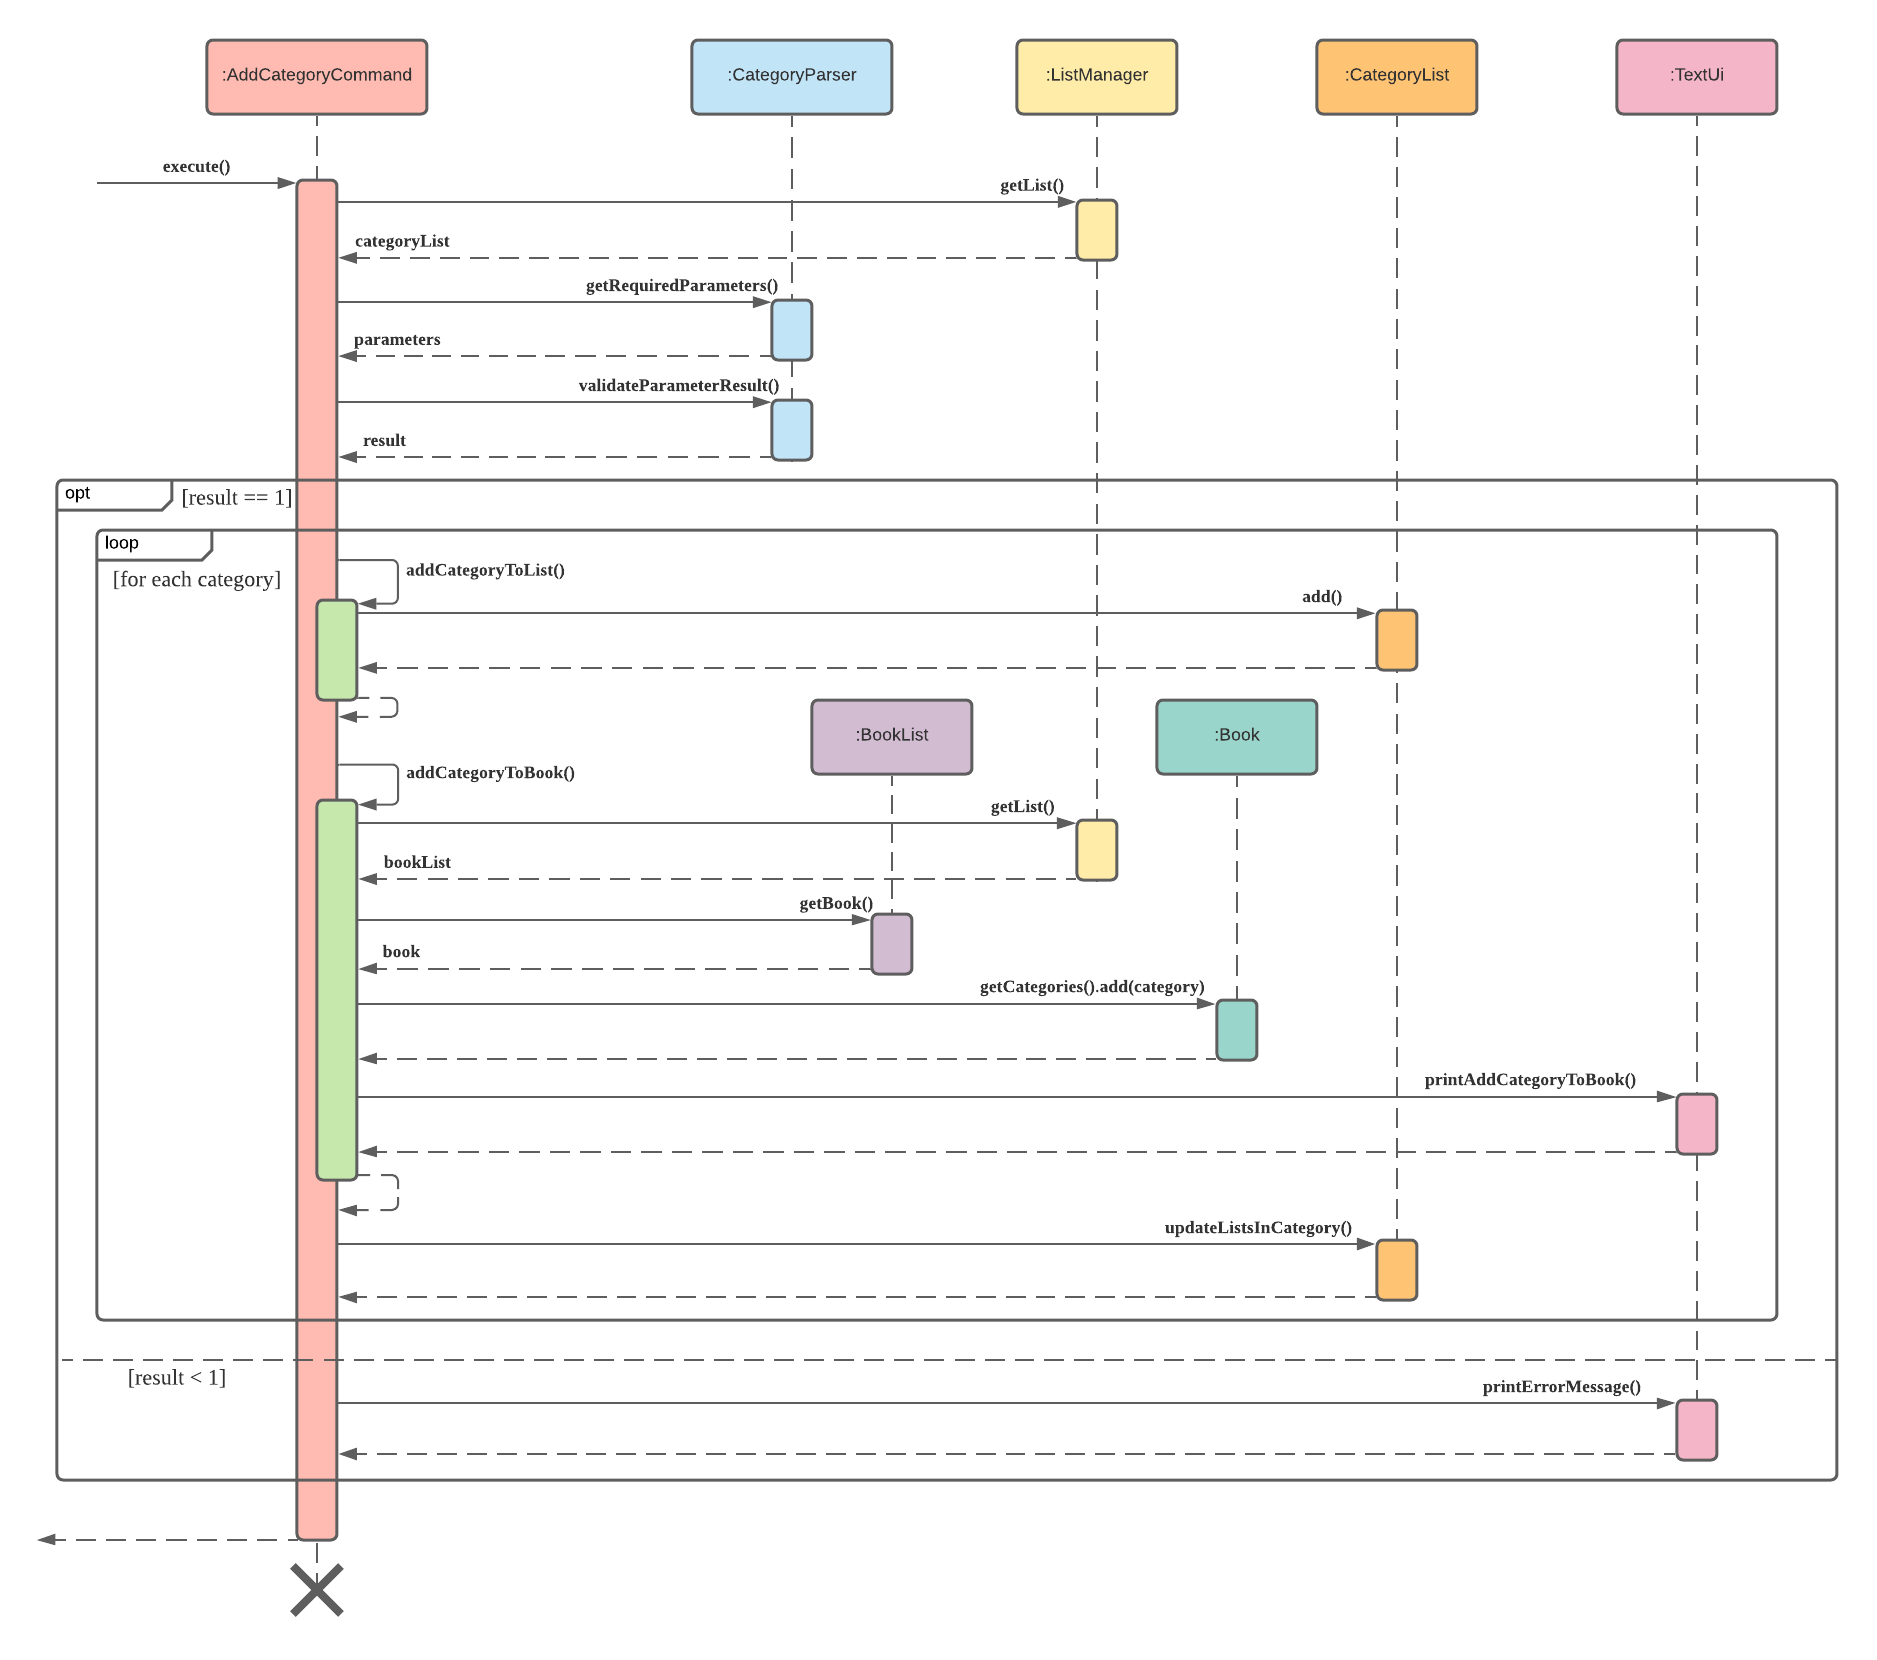 :AddCategoryCommand
:CategoryParser
:ListManager
:CategoryList
:TextUi
execute()
getList()
categoryList
getRequiredParameters()
parameters
validateParameterResult()
result
opt
[result == 1]
loop
[for each category]
addCategoryToList()
add()
:BookList
:Book
addCategoryToBook()
getList()
bookList
getBook()
book
getCategories().add(category)
printAddCategoryToBook()
updateListsInCategory()
[result < 1]
printErrorMessage()